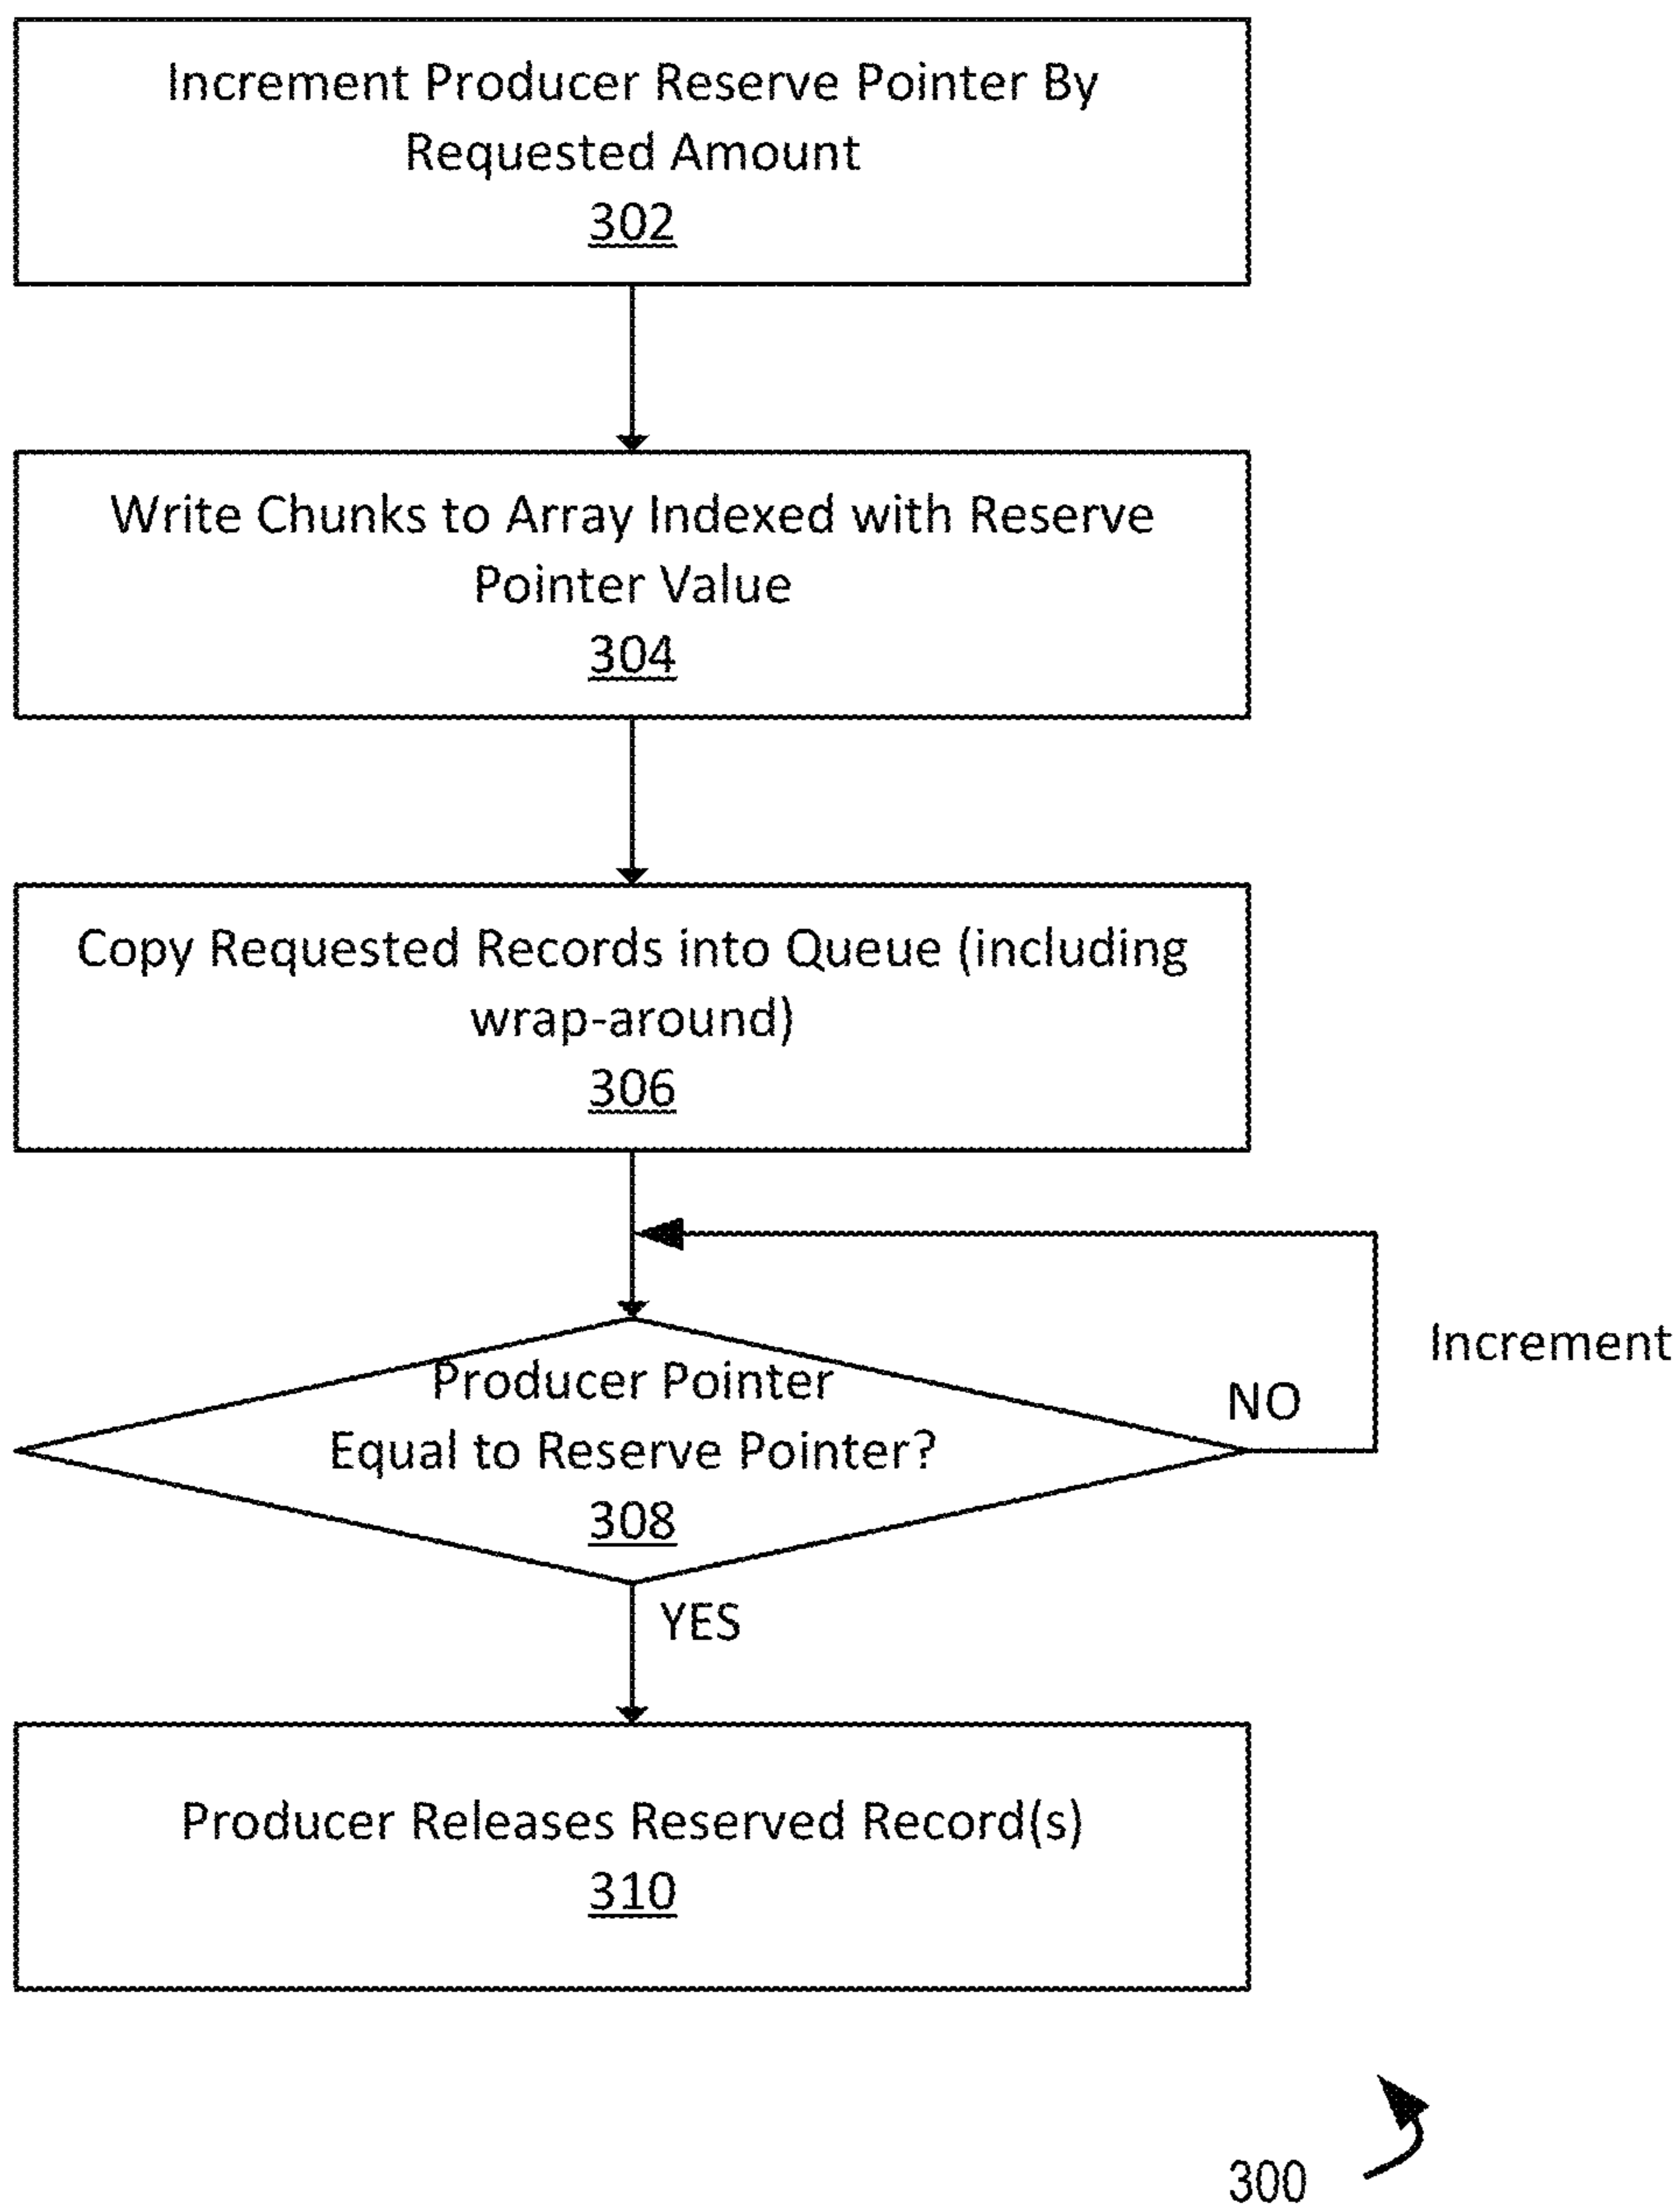 Increment Producer Reserve Pointer By
Requested Amount
302
Write Chunks to Array Indexed with Reserve
Pointer Value
304
Copy Requested Records into Queue (including
wrap-around)
306
Increment
Producer Pointer
NO
Equal to Reserve Pointer?
308
YES
Producer Releases Reserved Record(s)
310
300